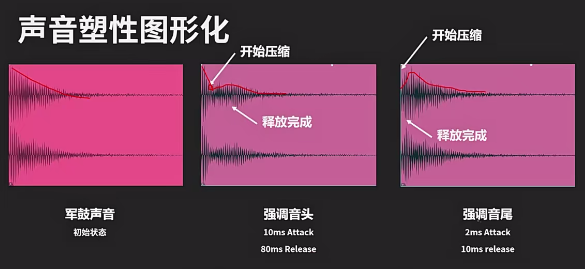 声音塑性图形化
开始压缩
开始压缩
释放完成
释放完成
军鼓声音
初始状态
强调音头
10ms Attack
80ms Release
强调音尾
2ms Attack
10ms release